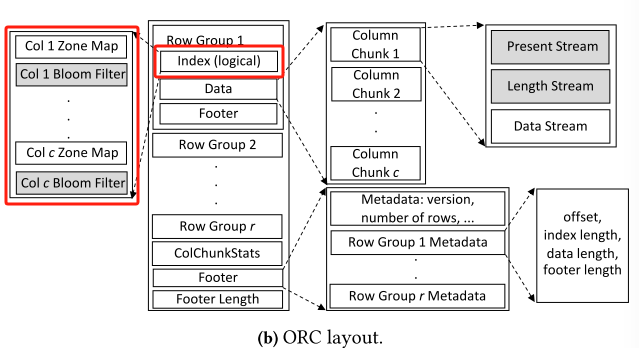 Col 1 Zone Map
Col 1 Bloom Filter
.
.
.
Col c Zone Map
Col c Bloom Filter
Row Group 1
Index (logical)
Data
Footer
Row Group 2
.
.
.
Row Group r
ColChunkStats
Footer
Footer Length
Column
Chunk 1
Column
Chunk 2
.
.
Column
Chunk c
Present Stream
Length Stream
Data Stream
Metadata: version,
number of rows, ...
Row Group 1 Metadata
.
.
Row Group r Metadata
offset,
index length,
data length,
footer length
(b) ORC layout.